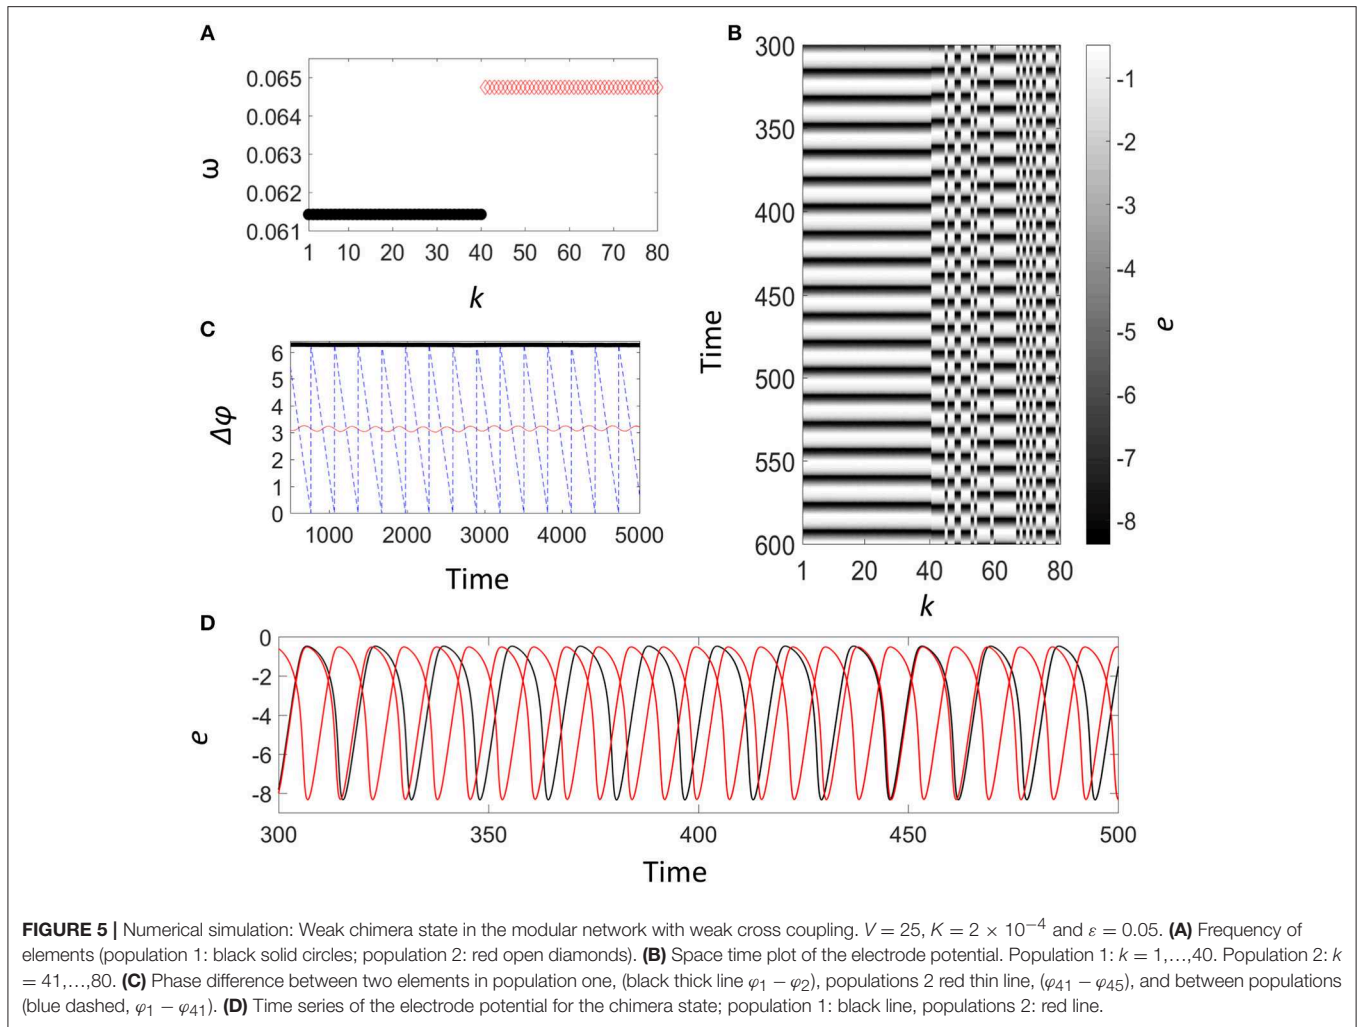 A
0.065
0.064
0.063
0.062
0.061
ω
1 10 20 30 40 50 60 70 80
k
B
300
350
400
450
500
550
600
Time
1 20 40 60 80
k
-1
-2
-3
-4
-5
-6
-7
-8
e
C
6
5
4
3
2
1
0
Δφ
1000 2000 3000 4000 5000
Time
D
0
-2
-4
-6
-8
e
300 350 400 450 500
Time
FIGURE 5 | Numerical simulation: Weak chimera state in the modular network with weak cross coupling. V = 25, K = 2 × 10⁻⁴ and ε = 0.05. (A) Frequency of
elements (population 1: black solid circles; population 2: red open diamonds). (B) Space time plot of the electrode potential. Population 1: k = 1,...,40. Population 2: k
= 41,...,80. (C) Phase difference between two elements in population one, (black thick line φ₁ − φ₂), populations 2 red thin line, (φ₄₁ − φ₄₅), and between populations
(blue dashed, φ₁ − φ₄₁). (D) Time series of the electrode potential for the chimera state; population 1: black line, populations 2: red line.